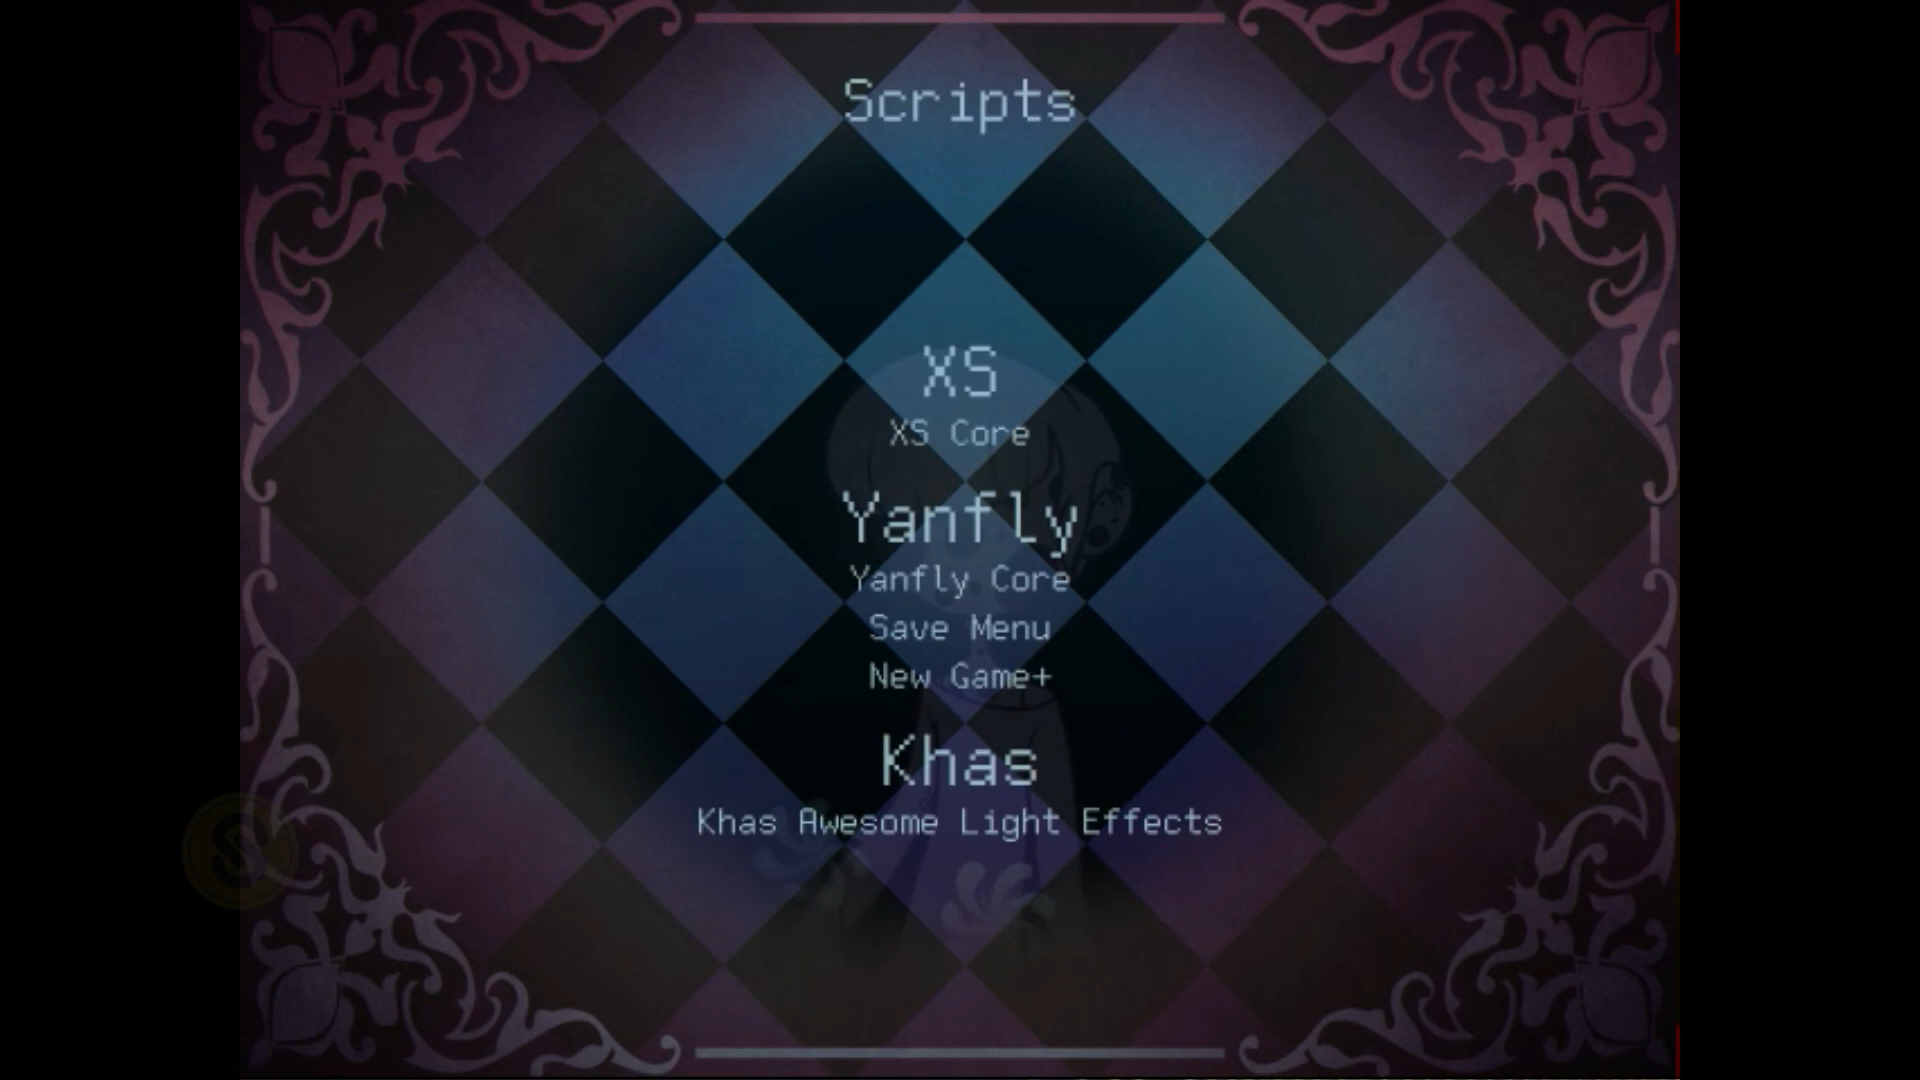 Scripts
XS
XS Core
Yanfly
Yanfly Core
Save Menu
New Game+
Khas
Khas Awesome Light Effects